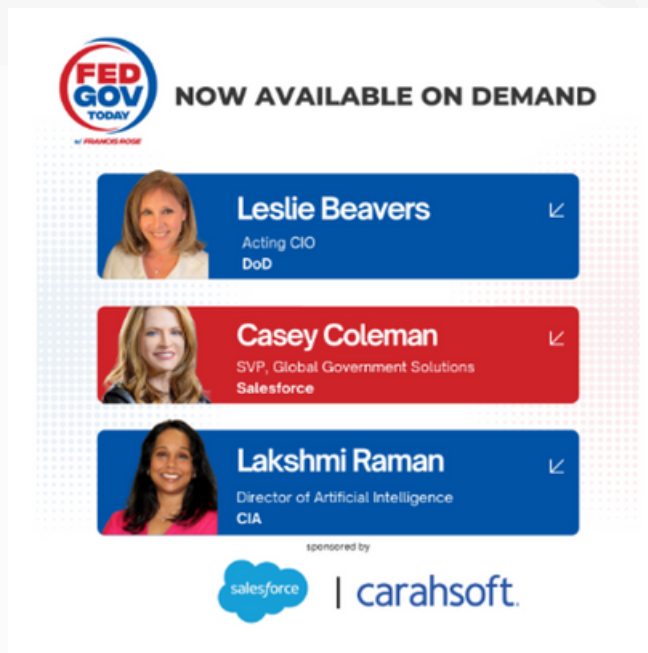 FED
GOV
TODAY
w/ FRANCIS ROSE
NOW AVAILABLE ON DEMAND
Leslie Beavers
Acting CIO
DoD
Casey Coleman
SVP, Global Government Solutions
Salesforce
Lakshmi Raman
Director of Artificial Intelligence
CIA
sponsored by
salesforce | carahsoft.